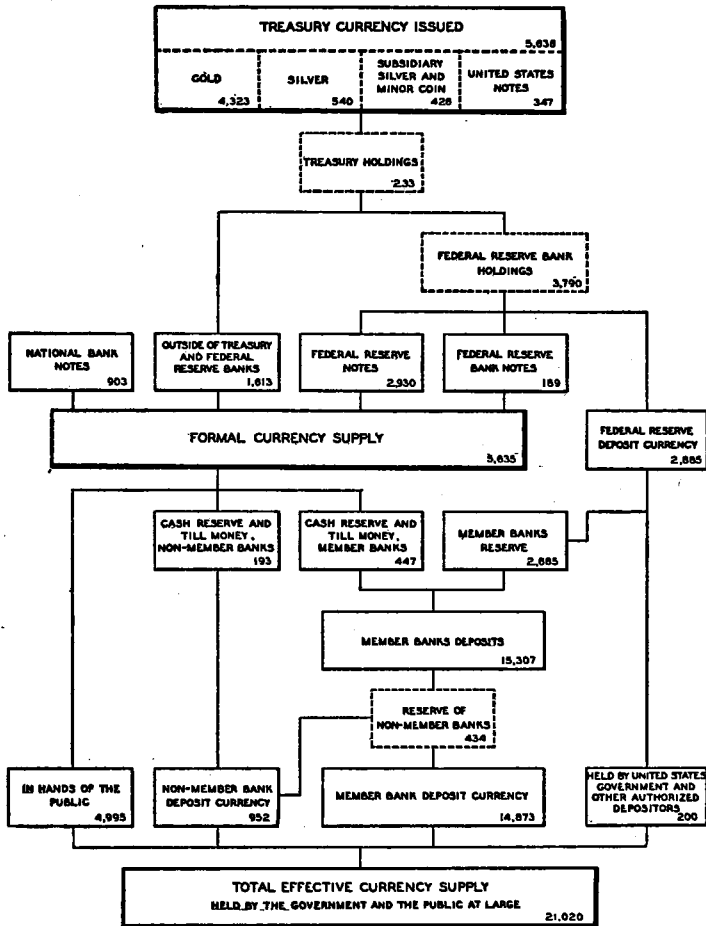 TREASURY CURRENCY ISSUED
5,638
GOLD
4,323
SILVER
540
SUBSIDIARY
SILVER AND
MINOR COIN
428
UNITED STATES
NOTES
347
TREASURY HOLDINGS
233
FEDERAL RESERVE BANK
HOLDINGS
3,790
NATIONAL BANK
NOTES
903
OUTSIDE OF TREASURY
AND FEDERAL
RESERVE BANKS
1,613
FEDERAL RESERVE
NOTES
2,930
FEDERAL RESERVE
BANK NOTES
189
FORMAL CURRENCY SUPPLY
5,635
FEDERAL RESERVE
DEPOSIT CURRENCY
2,885
CASH RESERVE AND
TILL MONEY,
NON-MEMBER BANKS
193
CASH RESERVE AND
TILL MONEY,
MEMBER BANKS
447
MEMBER BANKS
RESERVE
2,685
MEMBER BANKS DEPOSITS
15,307
RESERVE OF
NON-MEMBER BANKS
434
IN HANDS OF THE
PUBLIC
4,995
NON-MEMBER BANK
DEPOSIT CURRENCY
952
MEMBER BANK DEPOSIT CURRENCY
14,873
HELD BY UNITED STATES
GOVERNMENT AND
OTHER AUTHORIZED
DEPOSITORS
200
TOTAL EFFECTIVE CURRENCY SUPPLY
HELD BY THE GOVERNMENT AND THE PUBLIC AT LARGE
21,020